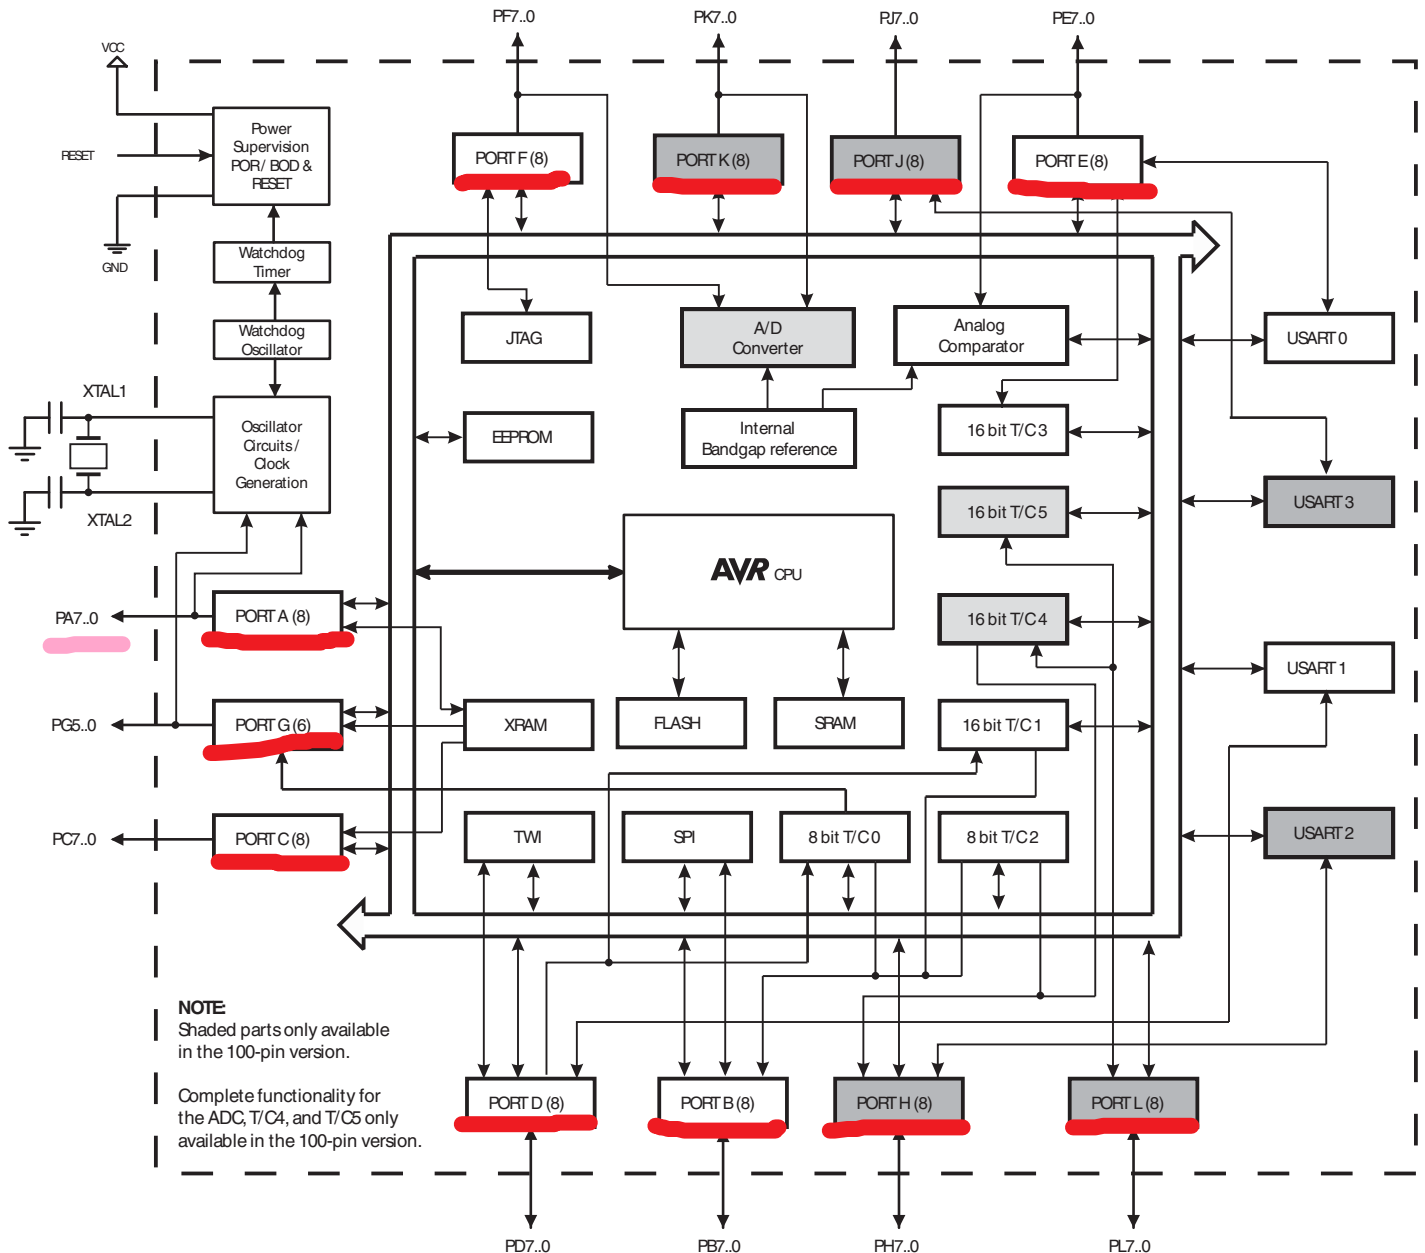 PF7..0
PK7..0
PJ7..0
PE7..0
VCC
RESET
GND
Power
Supervision
POR / BOD &
RESET
PORT F (8)
PORT K (8)
PORT J (8)
PORT E (8)
Watchdog
Timer
Watchdog
Oscillator
JTAG
A/D
Converter
Analog
Comparator
USART 0
XTAL1
XTAL2
Oscillator
Circuits /
Clock
Generation
EEPROM
Internal
Bandgap reference
16 bit T/C 3
USART 3
16 bit T/C 5
AVR CPU
PA7..0
PORT A (8)
16 bit T/C 4
USART 1
PG5..0
PORT G (6)
XRAM
FLASH
SRAM
16 bit T/C 1
PC7..0
PORT C (8)
TWI
SPI
8 bit T/C 0
8 bit T/C 2
USART 2
NOTE:
Shaded parts only available
in the 100-pin version.
Complete functionality for
the ADC, T/C4, and T/C5 only
available in the 100-pin version.
PORT D (8)
PORT B (8)
PORT H (8)
PORT L (8)
PD7..0
PB7..0
PH7..0
PL7..0